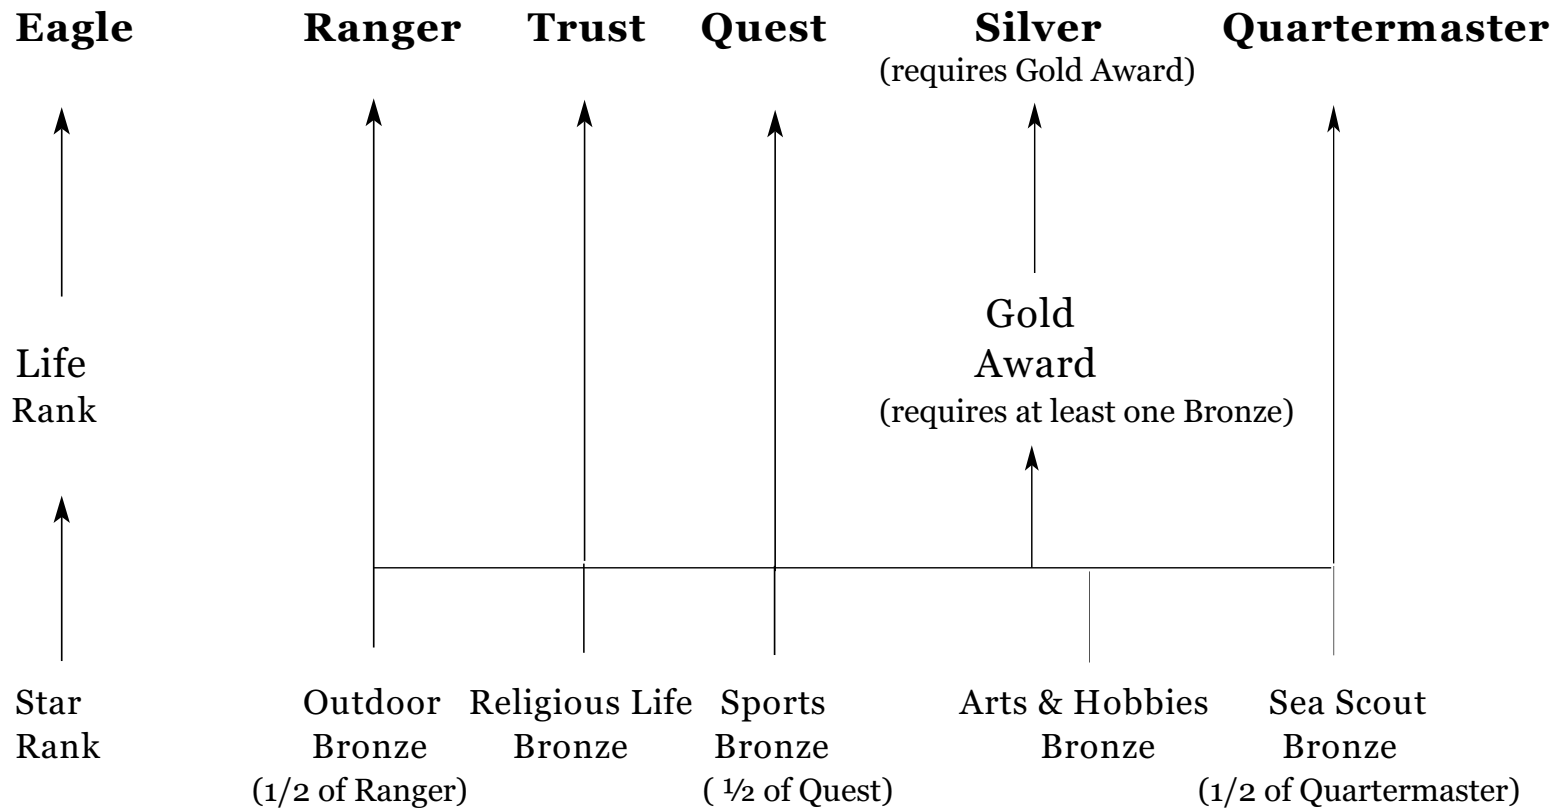 Eagle Ranger Trust Quest Silver Quartermaster
(requires Gold Award)
Gold
Life Award
Rank (requires at least one Bronze)
Star Outdoor Religious Life Sports Arts & Hobbies Sea Scout
Rank Bronze Bronze Bronze Bronze Bronze
(1/2 of Ranger) ( ½ of Quest) (1/2 of Quartermaster)